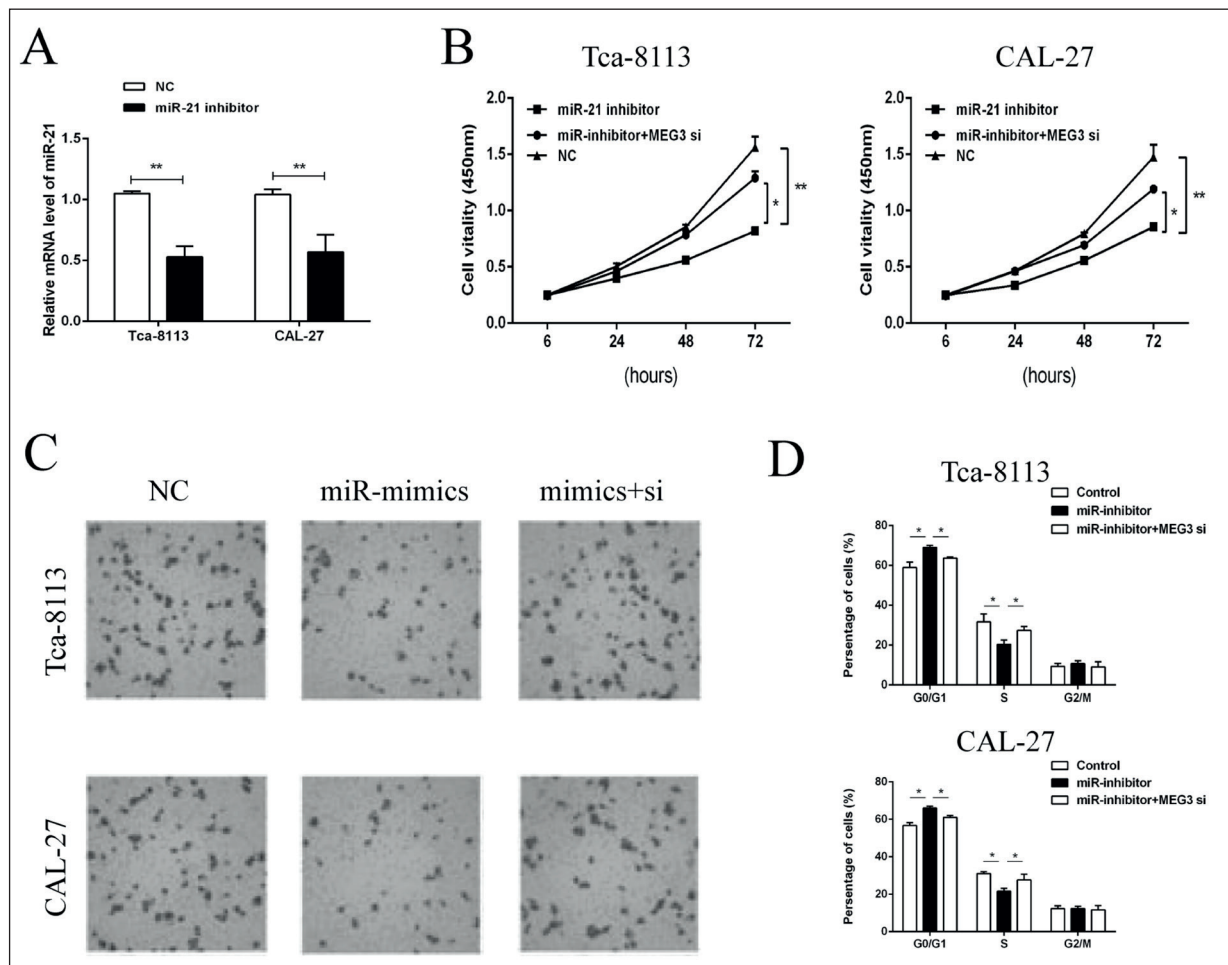 A
NC
miR-21 inhibitor
Relative mRNA level of miR-21
1.5
1.0
0.5
0.0
**
**
Tca-8113
CAL-27
B
Tca-8113
Cell vitality (450nm)
2.0
1.5
1.0
0.5
0.0
miR-21 inhibitor
miR-inhibitor+MEG3 si
NC
*
**
6
24
48
72
(hours)
CAL-27
Cell vitality (450nm)
2.0
1.5
1.0
0.5
0.0
miR-21 inhibitor
miR-inhibitor+MEG3 si
NC
*
**
6
24
48
72
(hours)
C
NC
miR-mimics
mimics+si
Tca-8113
CAL-27
D
Tca-8113
Control
miR-inhibitor
miR-inhibitor+MEG3 si
Persentage of cells (%)
80
60
40
20
0
*
*
*
*
G0/G1
S
G2/M
CAL-27
Control
miR-inhibitor
miR-inhibitor+MEG3 si
Persentage of cells (%)
80
60
40
20
0
*
*
*
*
G0/G1
S
G2/M